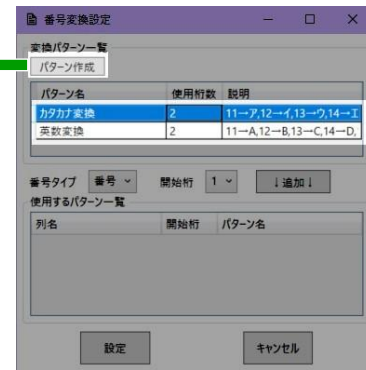 番号変換設定
変換パターン一覧
パターン作成
パターン名 使用桁数 説明
カタカナ変換 2 11→ア,12→イ,13→ウ,14→エ
英数変換 2 11→A,12→B,13→C,14→D,
番号タイプ 番号 開始桁 1 ↓追加↓
使用するパターン一覧
列名 開始桁 パターン名
設定 キャンセル